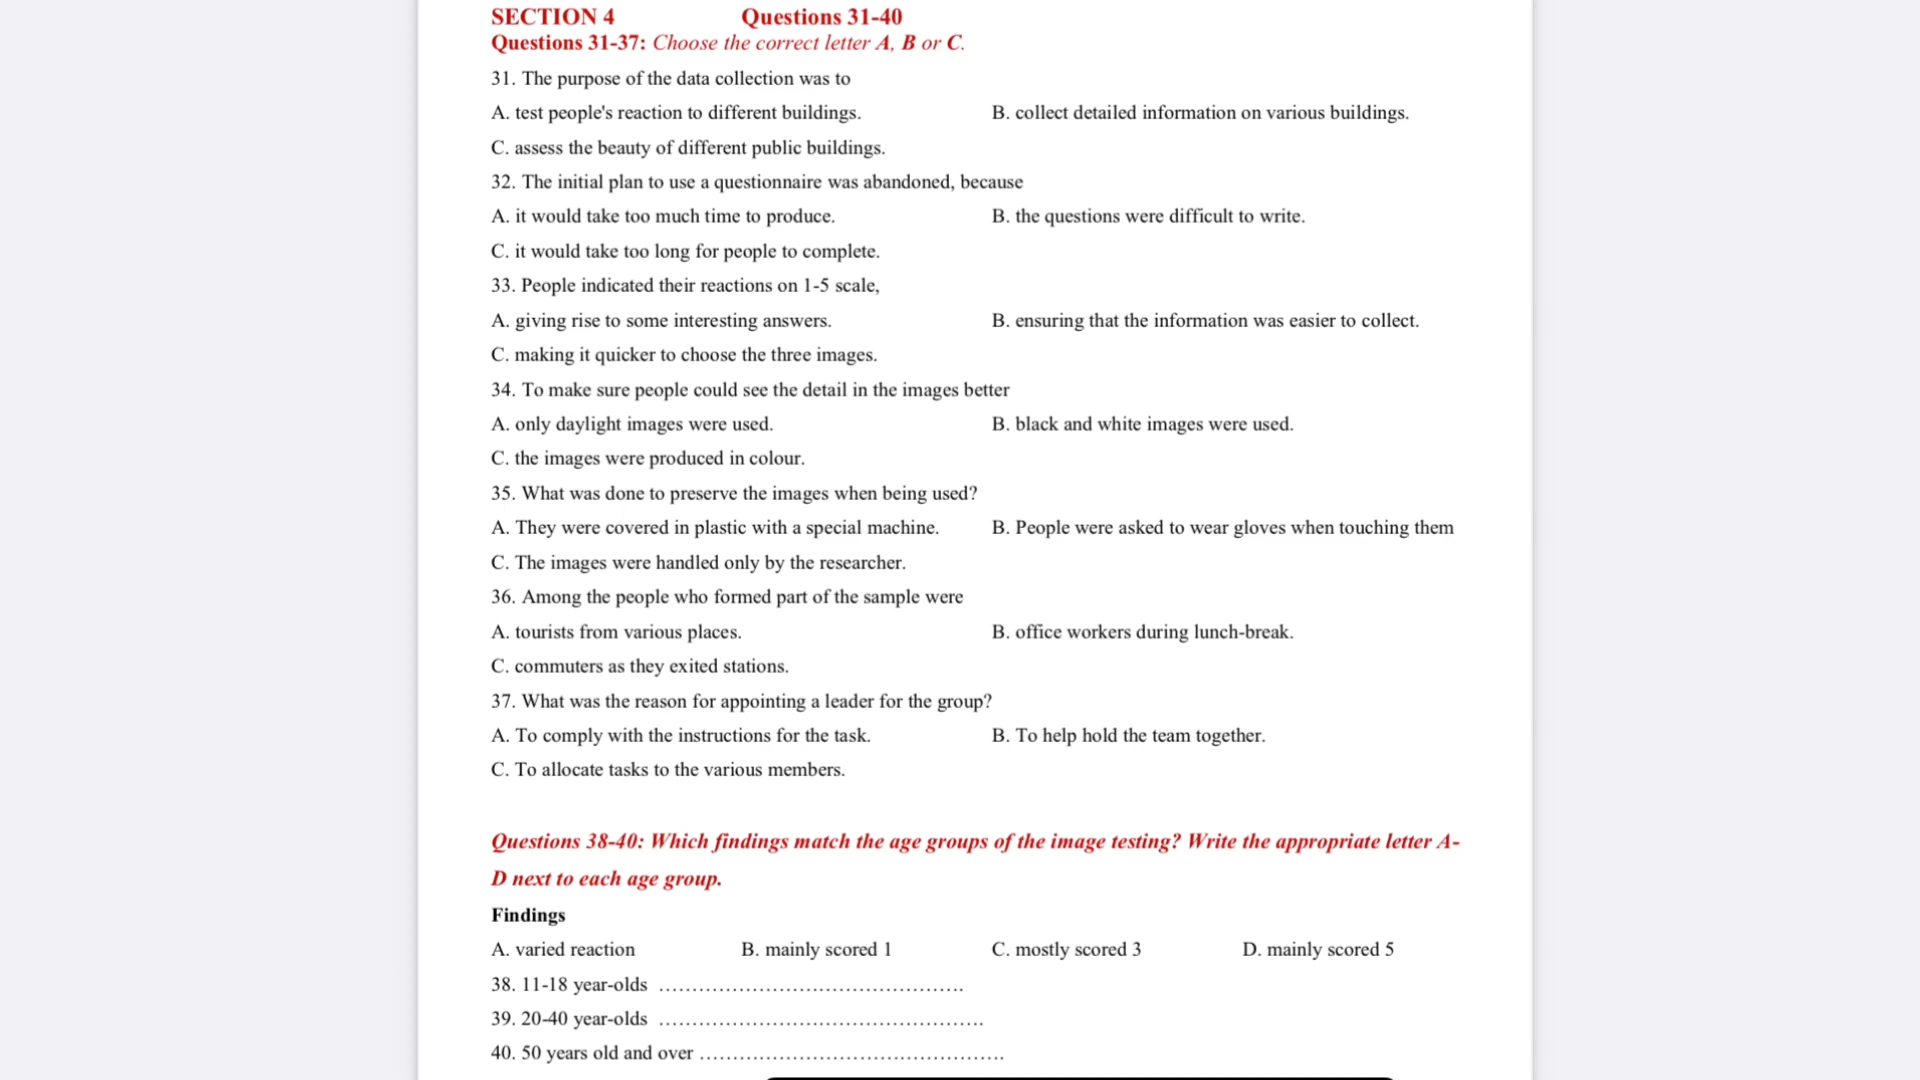 SECTION 4 Questions 31-40
Questions 31-37: Choose the correct letter A, B or C.
31. The purpose of the data collection was to
A. test people's reaction to different buildings. B. collect detailed information on various buildings.
C. assess the beauty of different public buildings.
32. The initial plan to use a questionnaire was abandoned, because
A. it would take too much time to produce. B. the questions were difficult to write.
C. it would take too long for people to complete.
33. People indicated their reactions on 1-5 scale,
A. giving rise to some interesting answers. B. ensuring that the information was easier to collect.
C. making it quicker to choose the three images.
34. To make sure people could see the detail in the images better
A. only daylight images were used. B. black and white images were used.
C. the images were produced in colour.
35. What was done to preserve the images when being used?
A. They were covered in plastic with a special machine. B. People were asked to wear gloves when touching them
C. The images were handled only by the researcher.
36. Among the people who formed part of the sample were
A. tourists from various places. B. office workers during lunch-break.
C. commuters as they exited stations.
37. What was the reason for appointing a leader for the group?
A. To comply with the instructions for the task. B. To help hold the team together.
C. To allocate tasks to the various members.
Questions 38-40: Which findings match the age groups of the image testing? Write the appropriate letter A-
D next to each age group.
Findings
A. varied reaction B. mainly scored 1 C. mostly scored 3 D. mainly scored 5
38. 11-18 year-olds ……………………………………….
39. 20-40 year-olds ………………………………………….
40. 50 years old and over ……………………………………….